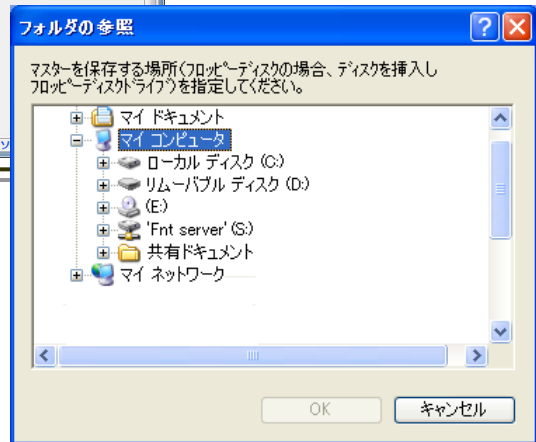 フォルダの参照
マスターを保存する場所(フロッピーディスクの場合、ディスクを挿入し
フロッピーディスクドライブ)を指定してください。
マイ ドキュメント
マイ コンピュータ
ローカル ディスク (C:)
リムーバブル ディスク (D:)
(E:)
'Fnt server' (S:)
共有ドキュメント
マイ ネットワーク
OK キャンセル